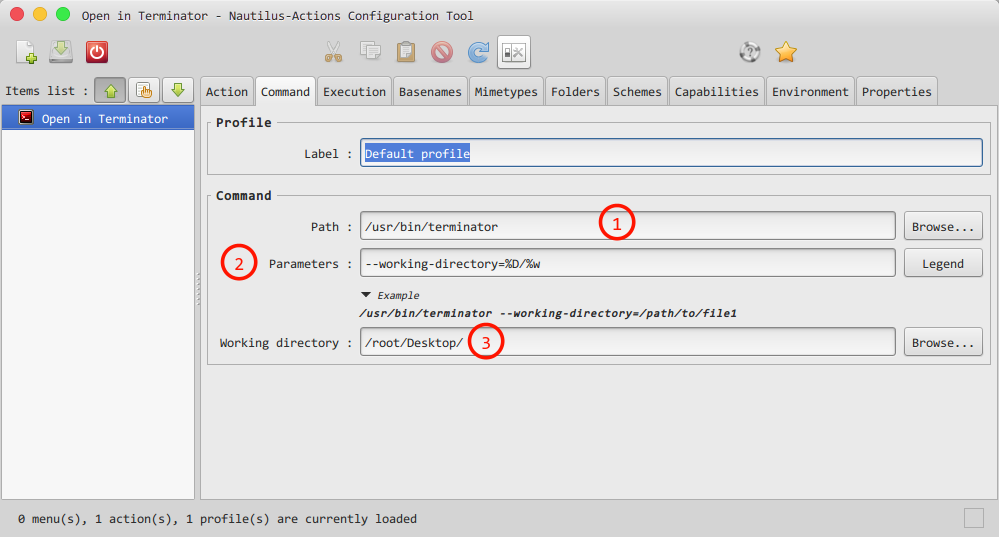 Open in Terminator - Nautilus-Actions Configuration Tool
Items list :
Action Command Execution Basenames Mimetypes Folders Schemes Capabilities Environment Properties
Open in Terminator
Profile
Label : Default profile
Command
Path : /usr/bin/terminator 1 Browse...
2 Parameters : --working-directory=%D/%w Legend
Example
/usr/bin/terminator --working-directory=/path/to/file1
Working directory : /root/Desktop/ 3 Browse...
0 menu(s), 1 action(s), 1 profile(s) are currently loaded